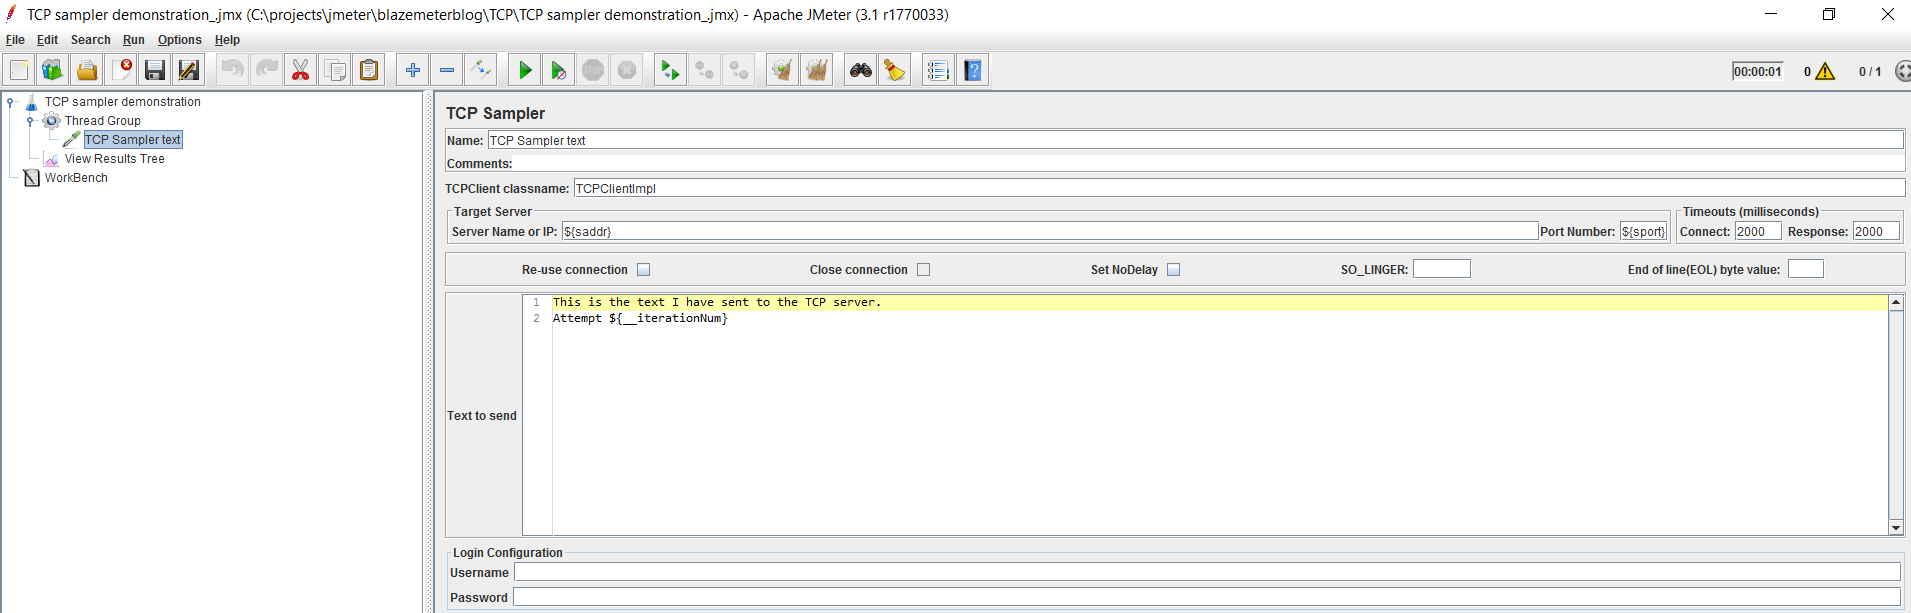 TCP sampler demonstration_.jmx (C:\projects\jmeter\blazemeterblog\TCP\TCP sampler demonstration_.jmx) - Apache JMeter (3.1 r1770033)
File Edit Search Run Options Help
STOP
00:00:01 0 0 / 1
TCP sampler demonstration
Thread Group
TCP Sampler text
View Results Tree
WorkBench
TCP Sampler
Name: TCP Sampler text
Comments:
TCPClient classname: TCPClientImpl
Target Server
Server Name or IP: ${saddr} Port Number: ${sport}
Timeouts (milliseconds)
Connect: 2000 Response: 2000
Re-use connection Close connection Set NoDelay SO_LINGER: End of line(EOL) byte value:
Text to send
1 This is the text I have sent to the TCP server.
2 Attempt ${__iterationNum}
Login Configuration
Username
Password